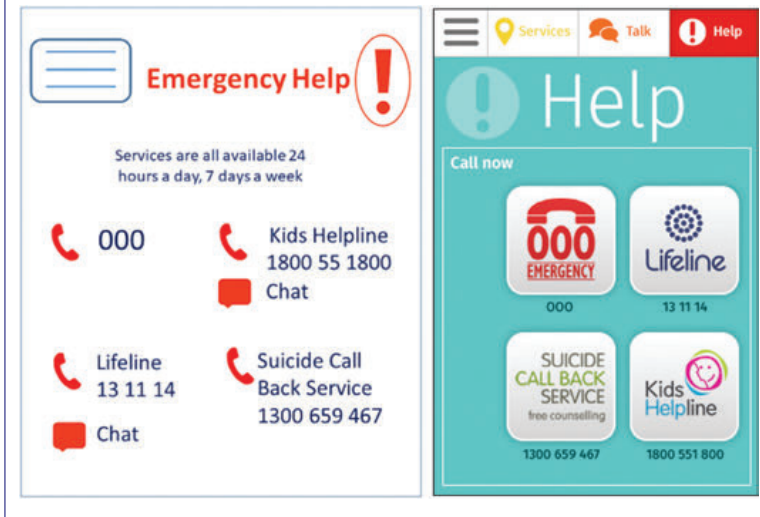 Emergency Help !
Services are all available 24
hours a day, 7 days a week
000
Kids Helpline
1800 55 1800
Chat
Lifeline
13 11 14
Chat
Suicide Call
Back Service
1300 659 467
Services
Talk
! Help
! Help
Call now
000
EMERGENCY
000
Lifeline
13 11 14
SUICIDE
CALL BACK
SERVICE
free counselling
1300 659 467
Kids
Helpline
1800 551 800